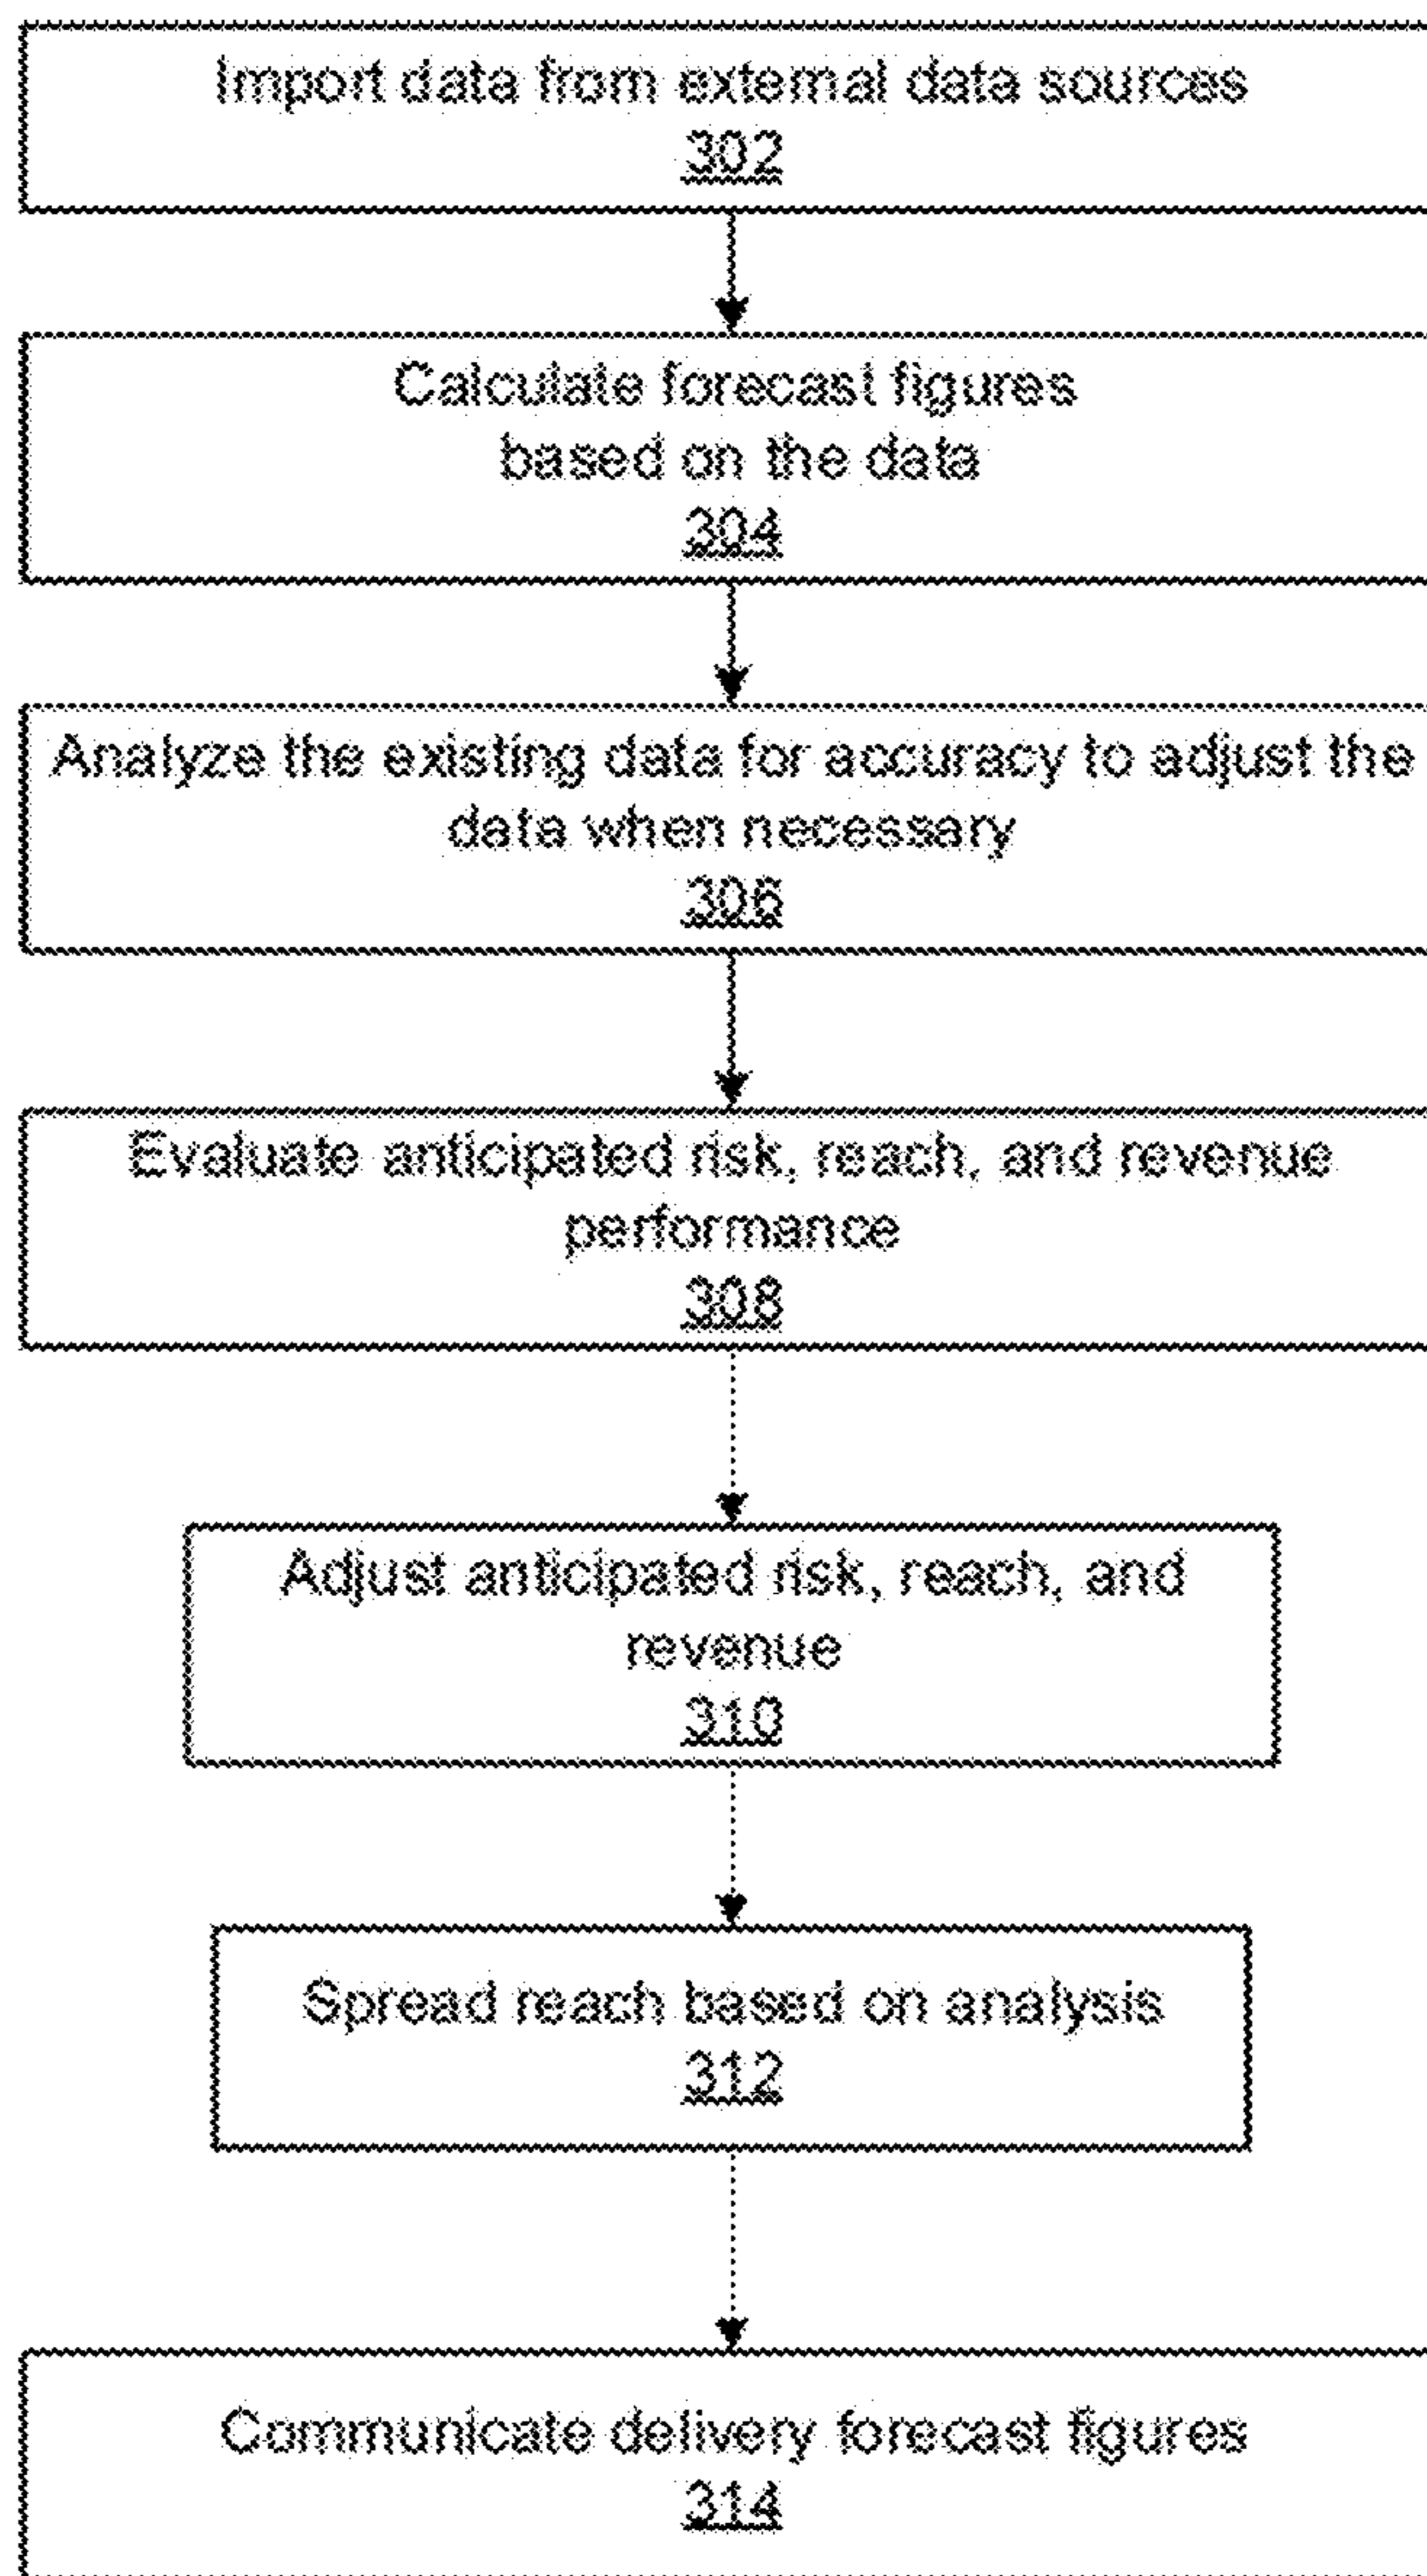 Import data from external data sources
302
Calculate forecast figures
based on the data
304
Analyze the existing data for accuracy to adjust the
data when necessary
306
Evaluate anticipated risk, reach, and revenue
performance
308
Adjust anticipated risk, reach, and
revenue
310
Spread reach based on analysis
312
Communicate delivery forecast figures
314